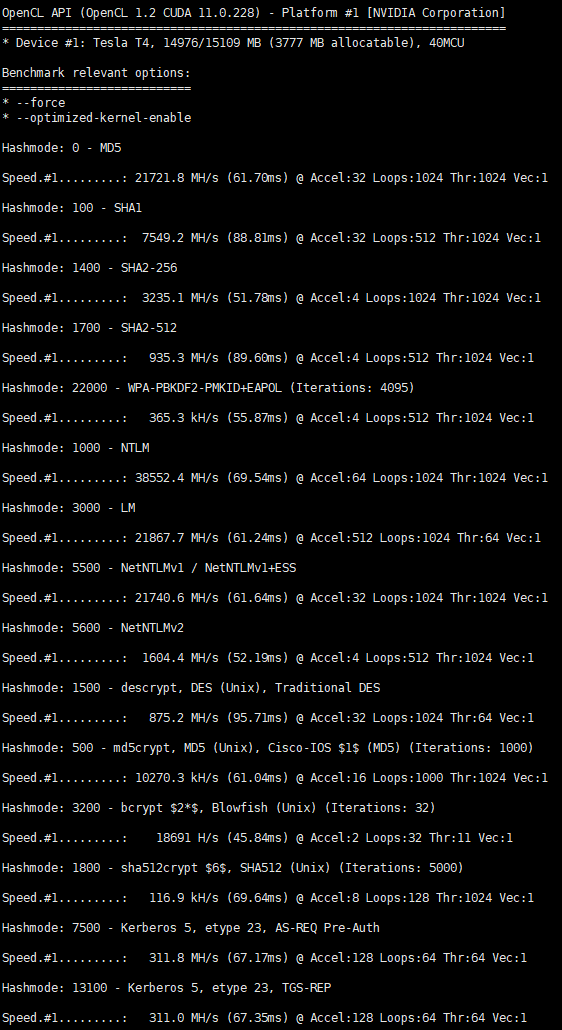 OpenCL API (OpenCL 1.2 CUDA 11.0.228) - Platform #1 [NVIDIA Corporation]
========================================================================
* Device #1: Tesla T4, 14976/15109 MB (3777 MB allocatable), 40MCU
Benchmark relevant options:
===========================
* --force
* --optimized-kernel-enable
Hashmode: 0 - MD5
Speed.#1.........: 21721.8 MH/s (61.70ms) @ Accel:32 Loops:1024 Thr:1024 Vec:1
Hashmode: 100 - SHA1
Speed.#1.........:  7549.2 MH/s (88.81ms) @ Accel:32 Loops:512 Thr:1024 Vec:1
Hashmode: 1400 - SHA2-256
Speed.#1.........:  3235.1 MH/s (51.78ms) @ Accel:4 Loops:1024 Thr:1024 Vec:1
Hashmode: 1700 - SHA2-512
Speed.#1.........:   935.3 MH/s (89.60ms) @ Accel:4 Loops:512 Thr:1024 Vec:1
Hashmode: 22000 - WPA-PBKDF2-PMKID+EAPOL (Iterations: 4095)
Speed.#1.........:   365.3 kH/s (55.87ms) @ Accel:4 Loops:512 Thr:1024 Vec:1
Hashmode: 1000 - NTLM
Speed.#1.........: 38552.4 MH/s (69.54ms) @ Accel:64 Loops:1024 Thr:1024 Vec:1
Hashmode: 3000 - LM
Speed.#1.........: 21867.7 MH/s (61.24ms) @ Accel:512 Loops:1024 Thr:64 Vec:1
Hashmode: 5500 - NetNTLMv1 / NetNTLMv1+ESS
Speed.#1.........: 21740.6 MH/s (61.64ms) @ Accel:32 Loops:1024 Thr:1024 Vec:1
Hashmode: 5600 - NetNTLMv2
Speed.#1.........:  1604.4 MH/s (52.19ms) @ Accel:4 Loops:512 Thr:1024 Vec:1
Hashmode: 1500 - descrypt, DES (Unix), Traditional DES
Speed.#1.........:   875.2 MH/s (95.71ms) @ Accel:32 Loops:1024 Thr:64 Vec:1
Hashmode: 500 - md5crypt, MD5 (Unix), Cisco-IOS $1$ (MD5) (Iterations: 1000)
Speed.#1.........: 10270.3 kH/s (61.04ms) @ Accel:16 Loops:1000 Thr:1024 Vec:1
Hashmode: 3200 - bcrypt $2*$, Blowfish (Unix) (Iterations: 32)
Speed.#1.........:    18691 H/s (45.84ms) @ Accel:2 Loops:32 Thr:11 Vec:1
Hashmode: 1800 - sha512crypt $6$, SHA512 (Unix) (Iterations: 5000)
Speed.#1.........:   116.9 kH/s (69.64ms) @ Accel:8 Loops:128 Thr:1024 Vec:1
Hashmode: 7500 - Kerberos 5, etype 23, AS-REQ Pre-Auth
Speed.#1.........:   311.8 MH/s (67.17ms) @ Accel:128 Loops:64 Thr:64 Vec:1
Hashmode: 13100 - Kerberos 5, etype 23, TGS-REP
Speed.#1.........:   311.0 MH/s (67.35ms) @ Accel:128 Loops:64 Thr:64 Vec:1